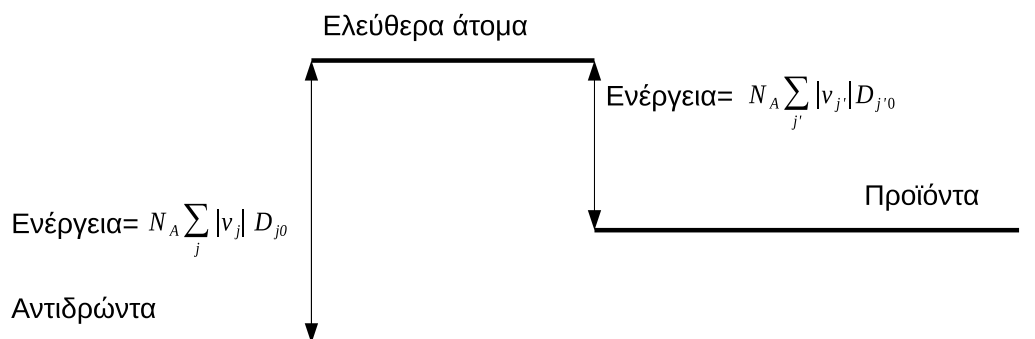 Ελεύθερα άτομα
Ενέργεια= N_A ∑_{j'} |ν_{j'}| D_{j'0}
Προϊόντα
Ενέργεια= N_A ∑_j |ν_j| D_{j0}
Αντιδρώντα